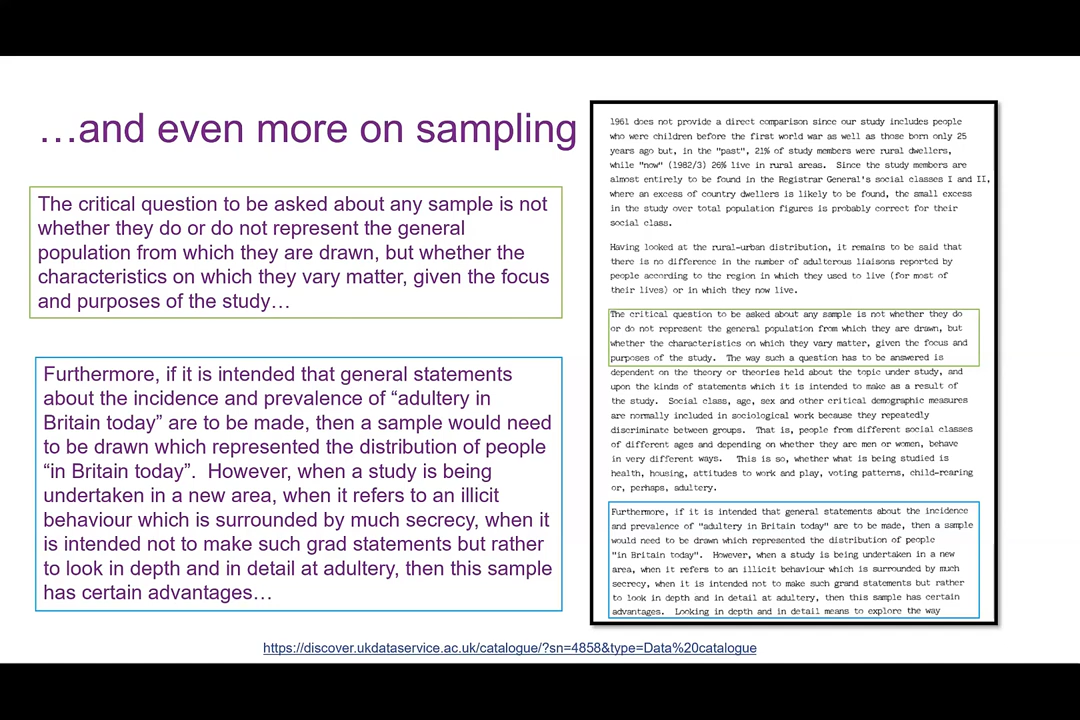 …and even more on sampling
The critical question to be asked about any sample is not
whether they do or do not represent the general
population from which they are drawn, but whether the
characteristics on which they vary matter, given the focus
and purposes of the study…
Furthermore, if it is intended that general statements
about the incidence and prevalence of “adultery in
Britain today” are to be made, then a sample would need
to be drawn which represented the distribution of people
“in Britain today”.  However, when a study is being
undertaken in a new area, when it refers to an illicit
behaviour which is surrounded by much secrecy, when it
is intended not to make such grad statements but rather
to look in depth and in detail at adultery, then this sample
has certain advantages…
1961 does not provide a direct comparison since our study includes people
who were children before the first world war as well as those born only 25
years ago but, in the "past", 21% of study members were rural dwellers,
while "now" (1982/3) 26% live in rural areas.  Since the study members are
almost entirely to be found in the Registrar General's social classes I and II,
where an excess of country dwellers is likely to be found, the small excess
in the study over total population figures is probably correct for their
social class.
Having looked at the rural-urban distribution, it remains to be said that
there is no difference in the number of adulterous liaisons reported by
people according to the region in which they used to live (for most of
their lives) or in which they now live.
The critical question to be asked about any sample is not whether they do
or do not represent the general population from which they are drawn, but
whether the characteristics on which they vary matter, given the focus and
purposes of the study.  The way such a question has to be answered is
dependent on the theory or theories held about the topic under study, and
upon the kinds of statements which it is intended to make as a result of
the study.  Social class, age, sex and other critical demographic measures
are normally included in sociological work because they repeatedly
discriminate between groups.  That is, people from different social classes
of different ages and depending on whether they are men or women, behave
in very different ways.  This is so, whether what is being studied is
health, housing, attitudes to work and play, voting patterns, child-rearing
or, perhaps, adultery.
Furthermore, if it is intended that general statements about the incidence
and prevalence of "adultery in Britain today" are to be made, then a sample
would need to be drawn which represented the distribution of people
"in Britain today".  However, when a study is being undertaken in a new
area, when it refers to an illicit behaviour which is surrounded by much
secrecy, when it is intended not to make such grand statements but rather
to look in depth and in detail at adultery, then this sample has certain
advantages.  Looking in depth and in detail means to explore the way
https://discover.ukdataservice.ac.uk/catalogue/?sn=4858&type=Data%20catalogue